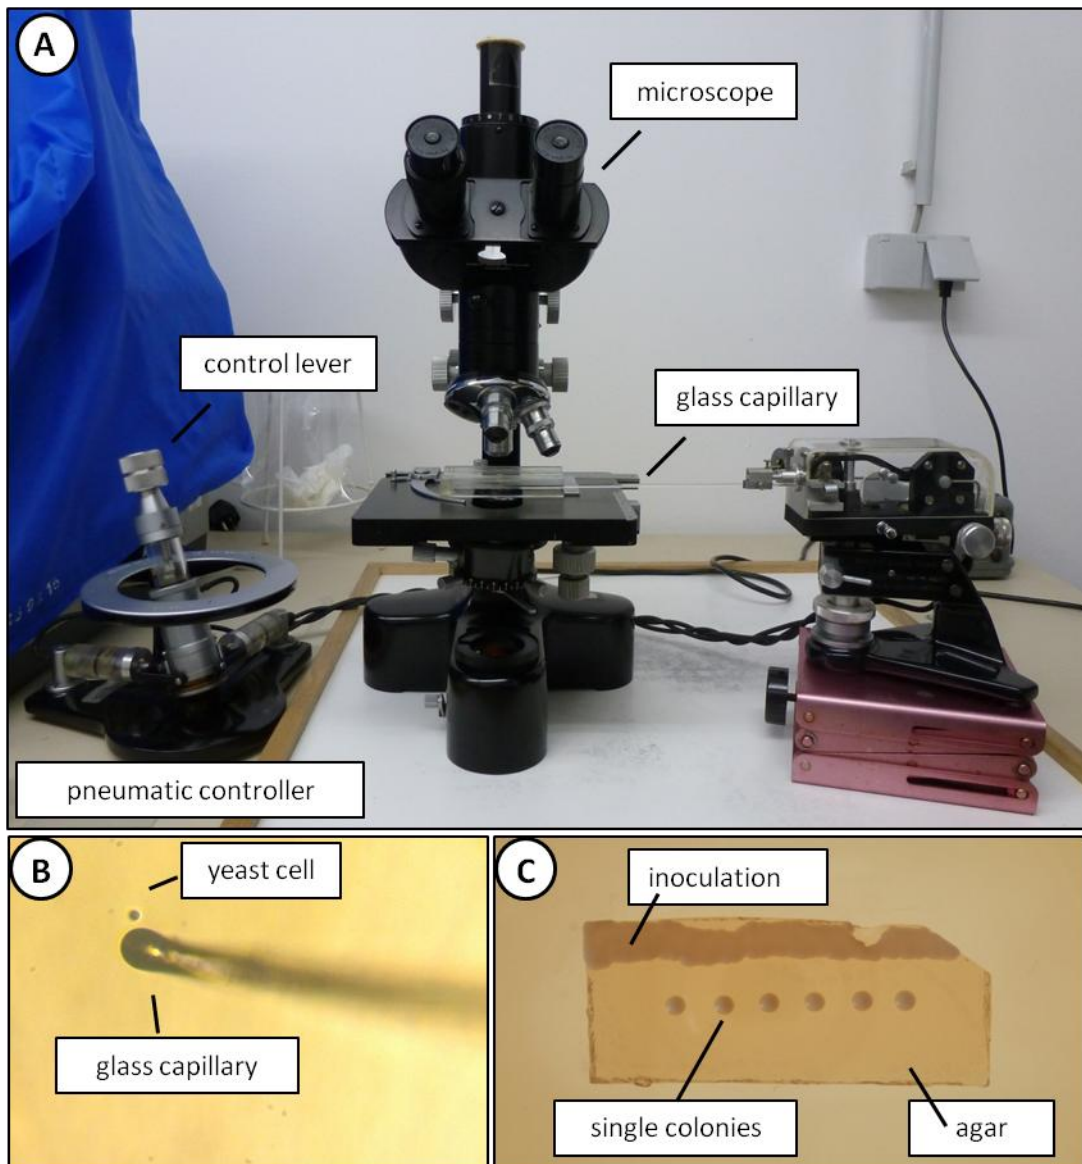 A
microscope
control lever
glass capillary
pneumatic controller
B
yeast cell
glass capillary
C
inoculation
single colonies
agar